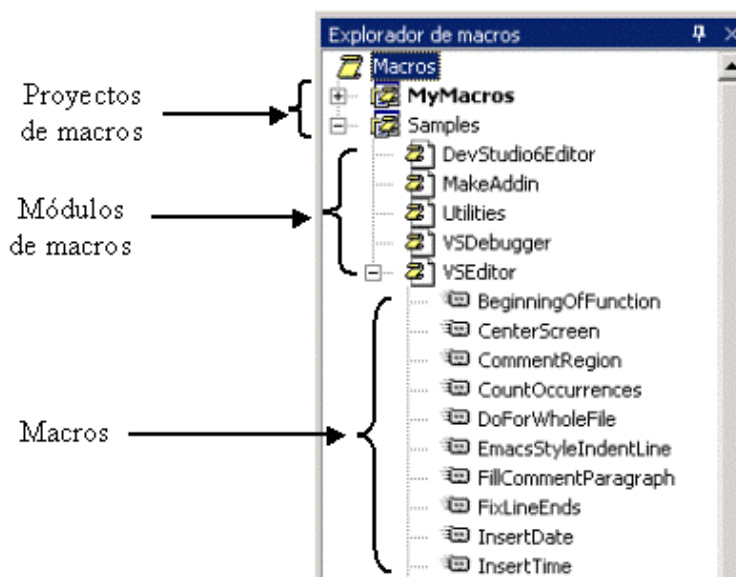 Explorador de macros
Macros
Proyectos
de macros
MyMacros
Samples
Módulos
de macros
DevStudio6Editor
MakeAddin
Utilities
VSDebugger
VSEditor
Macros
BeginningOfFunction
CenterScreen
CommentRegion
CountOccurrences
DoForWholeFile
EmacsStyleIndentLine
FillCommentParagraph
FixLineEnds
InsertDate
InsertTime